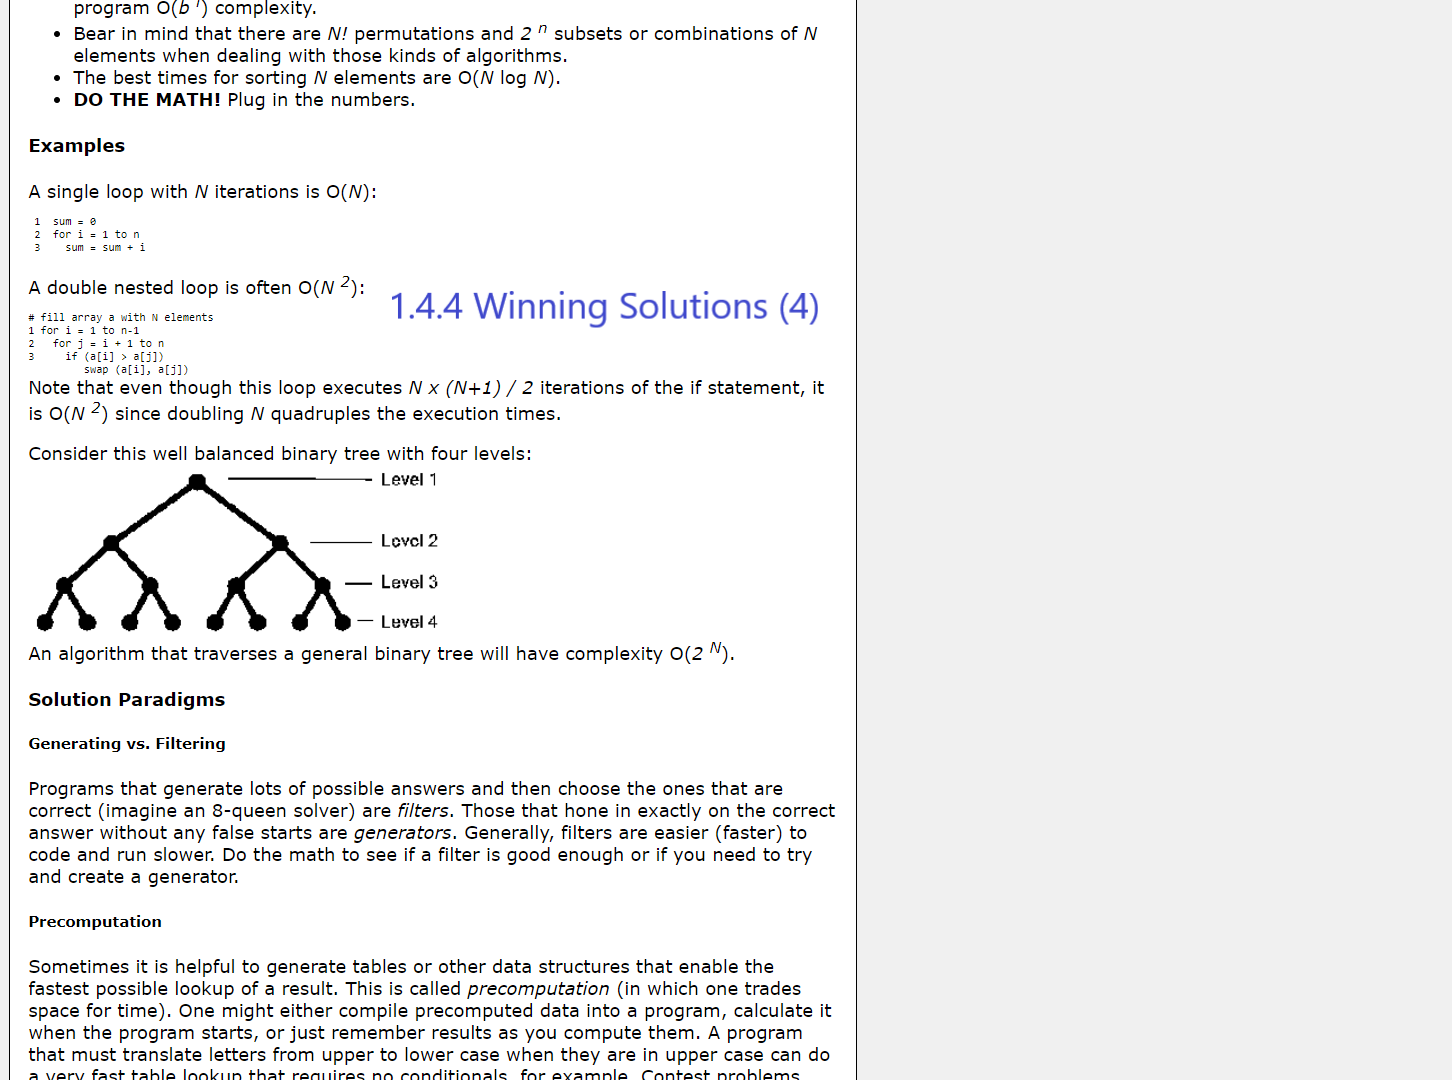 program O(b l) complexity.
• Bear in mind that there are N! permutations and 2 n subsets or combinations of N
elements when dealing with those kinds of algorithms.
• The best times for sorting N elements are O(N log N).
• DO THE MATH! Plug in the numbers.
Examples
A single loop with N iterations is O(N):
1 sum = 0
2 for i = 1 to n
3 sum = sum + i
A double nested loop is often O(N 2):
1.4.4 Winning Solutions (4)
# fill array a with N elements
1 for i = 1 to n-1
2 for j = i + 1 to n
3 if (a[i] > a[j])
swap (a[i], a[j])
Note that even though this loop executes N x (N+1) / 2 iterations of the if statement, it
is O(N 2) since doubling N quadruples the execution times.
Consider this well balanced binary tree with four levels:
Level 1
Level 2
Level 3
Level 4
An algorithm that traverses a general binary tree will have complexity O(2 N).
Solution Paradigms
Generating vs. Filtering
Programs that generate lots of possible answers and then choose the ones that are
correct (imagine an 8-queen solver) are filters. Those that hone in exactly on the correct
answer without any false starts are generators. Generally, filters are easier (faster) to
code and run slower. Do the math to see if a filter is good enough or if you need to try
and create a generator.
Precomputation
Sometimes it is helpful to generate tables or other data structures that enable the
fastest possible lookup of a result. This is called precomputation (in which one trades
space for time). One might either compile precomputed data into a program, calculate it
when the program starts, or just remember results as you compute them. A program
that must translate letters from upper to lower case when they are in upper case can do
a very fast table lookup that requires no conditionals, for example. Contest problems